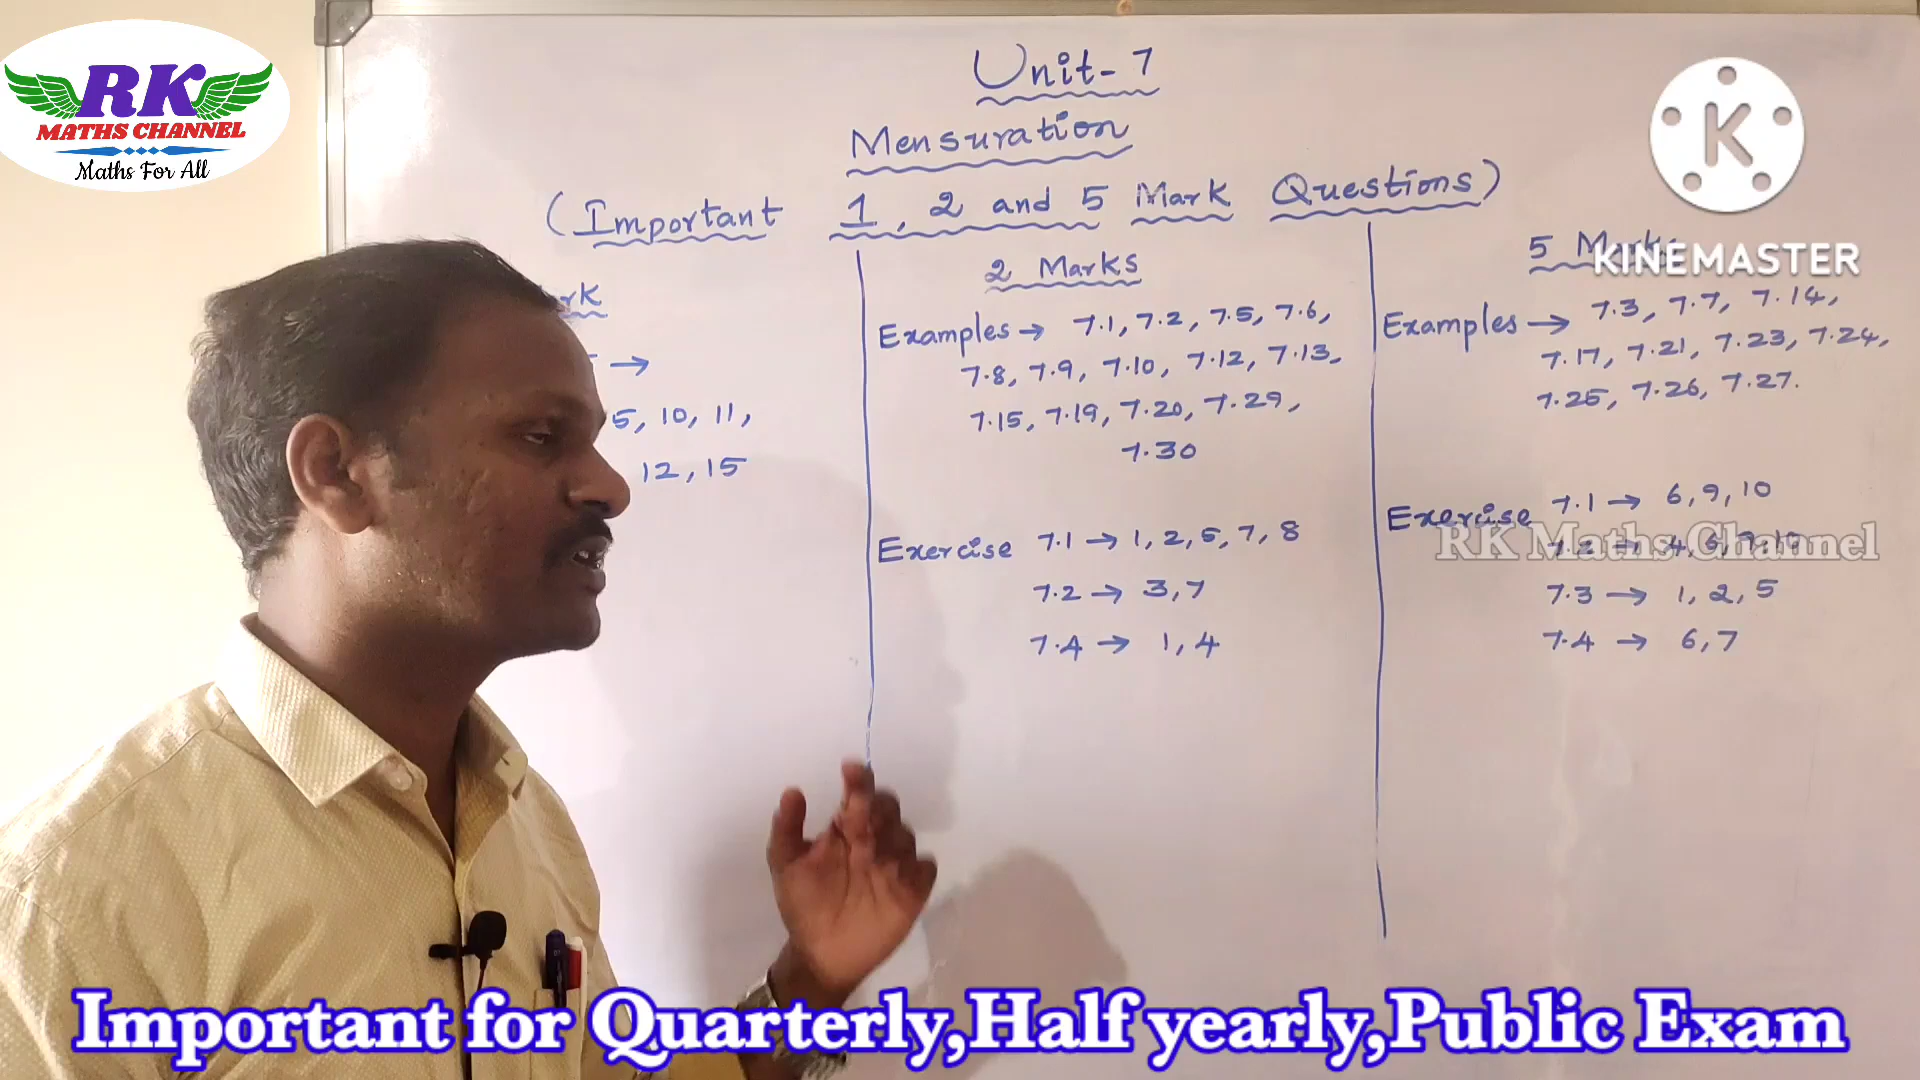 RK
MATHS CHANNEL
Maths For All
K
KINEMASTER
Unit-7
Mensuration
(Important 1, 2 and 5 Mark Questions)
5, 10, 11,
12, 15
2 Marks
Examples → 7.1, 7.2, 7.5, 7.6,
7.8, 7.9, 7.10, 7.12, 7.13,
7.15, 7.19, 7.20, 7.29,
7.30
Exercise 7.1 → 1, 2, 5, 7, 8
7.2 → 3, 7
7.4 → 1, 4
5 Marks
Examples → 7.3, 7.7, 7.14,
7.17, 7.21, 7.23, 7.24,
7.25, 7.26, 7.27.
Exercise 7.1 → 6, 9, 10
7.2 → 4, 6,
7.3 → 1, 2, 5
7.4 → 6, 7
RK Maths Channel
Important for Quarterly,Half yearly,Public Exam